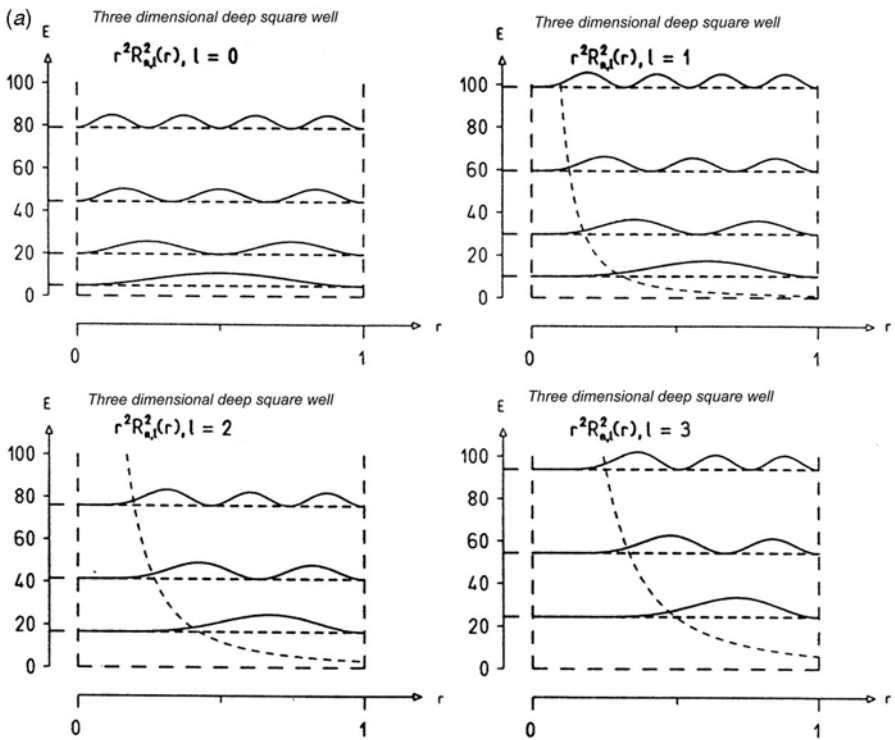 (a)
Three dimensional deep square well
E
r²R²ₙ,ₗ(r), l = 0
100
80
60
40
20
0
r
0
1
Three dimensional deep square well
E
r²R²ₙ,ₗ(r), l = 1
100
80
60
40
20
0
r
0
1
Three dimensional deep square well
E
r²R²ₙ,ₗ(r), l = 2
100
80
60
40
20
0
r
0
1
Three dimensional deep square well
E
r²R²ₙ,ₗ(r), l = 3
100
80
60
40
20
0
r
0
1